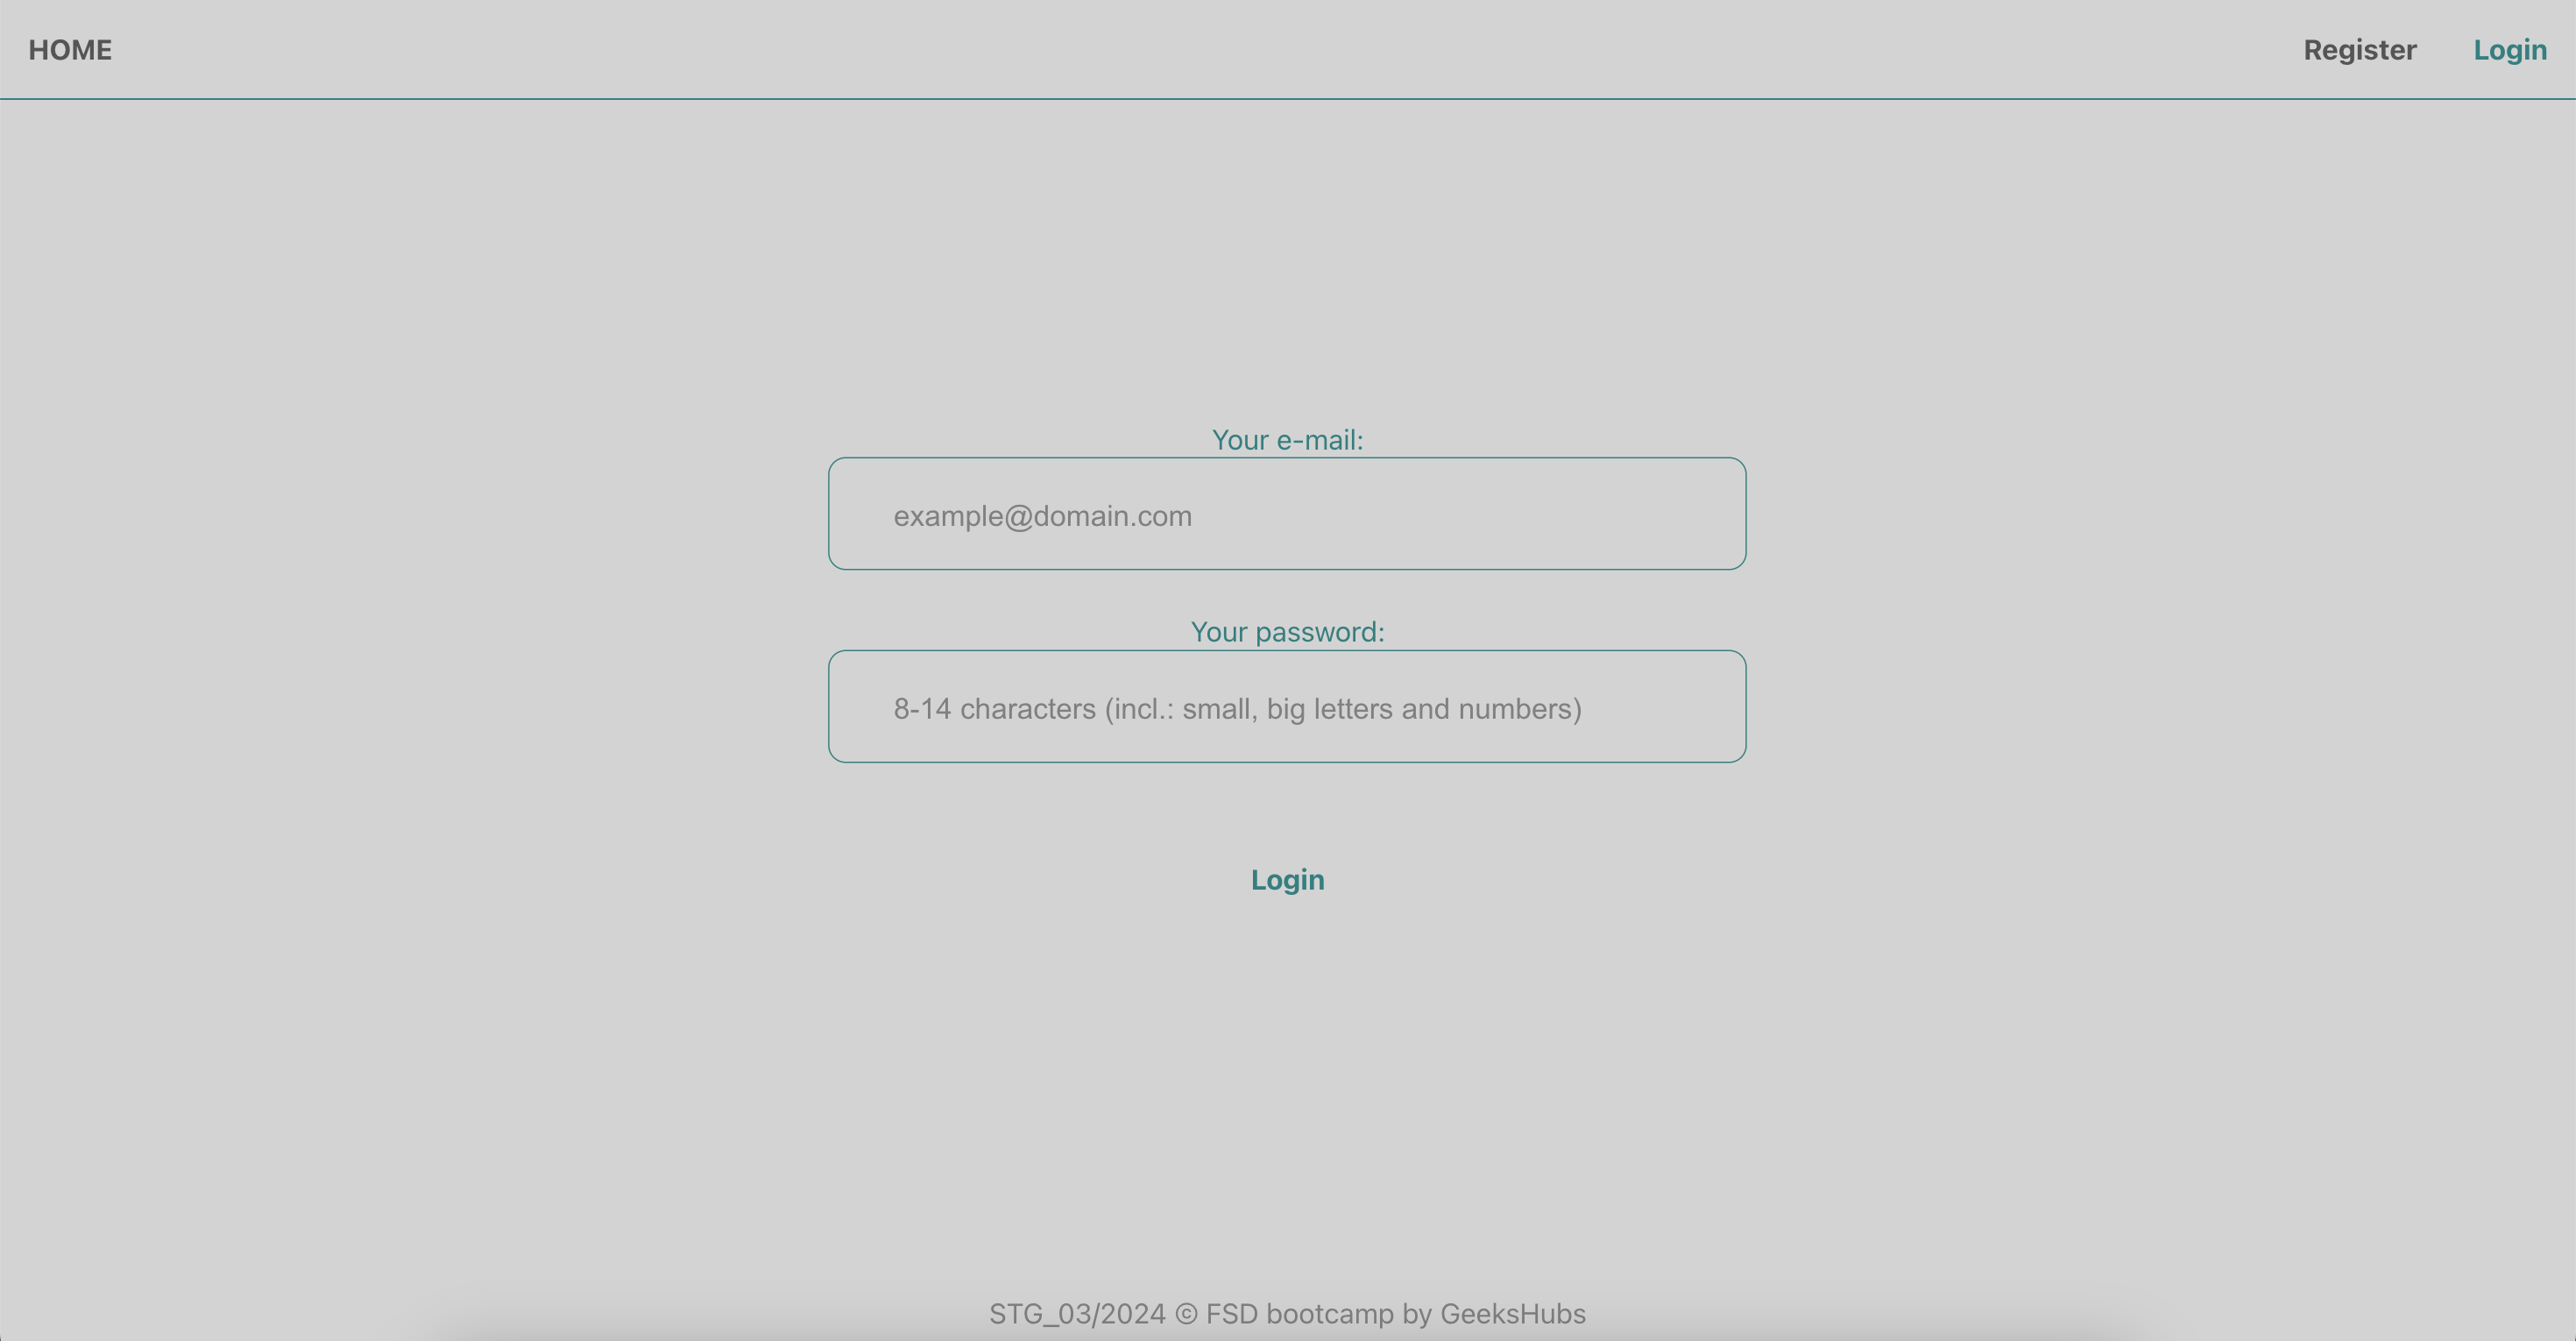 HOME Register Login
Your e-mail:
example@domain.com
Your password:
8-14 characters (incl.: small, big letters and numbers)
Login
STG_03/2024 © FSD bootcamp by GeeksHubs